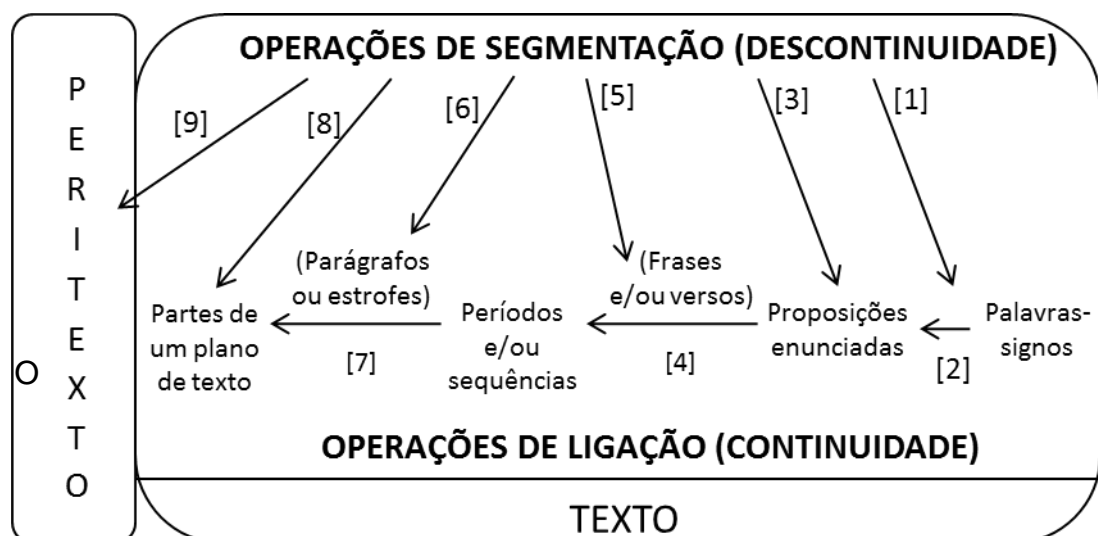 OPERAÇÕES DE SEGMENTAÇÃO (DESCONTINUIDADE)
[9]
[8]
[6]
[5]
[3]
[1]
P
E
R
I
T
E
X
T
O
O
(Parágrafos
ou estrofes)
(Frases
e/ou versos)
Partes de
um plano
de texto
[7]
Períodos
e/ou
sequências
[4]
Proposições
enunciadas
[2]
Palavras-
signos
OPERAÇÕES DE LIGAÇÃO (CONTINUIDADE)
TEXTO